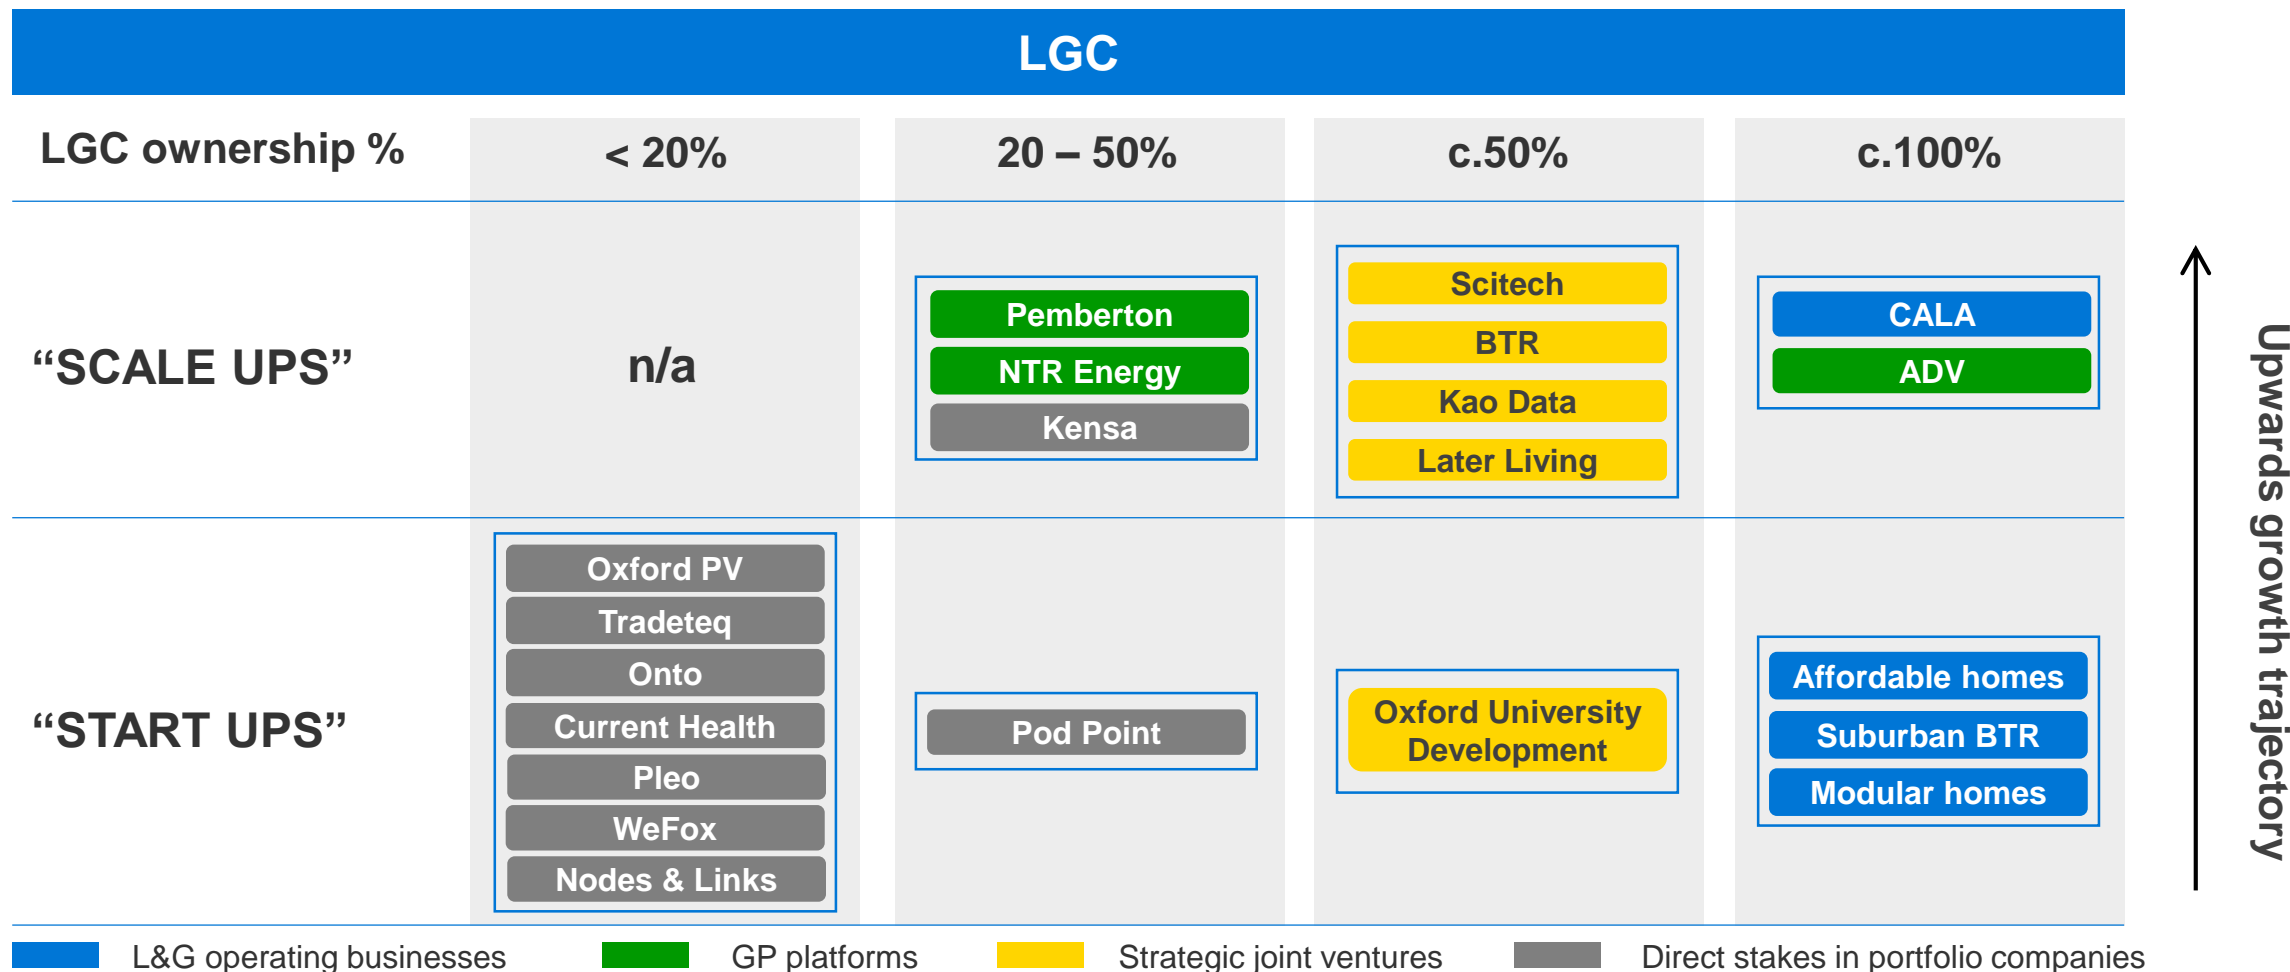 LGC
LGC ownership %
< 20%
20 – 50%
c.50%
c.100%
“SCALE UPS”
n/a
Pemberton
NTR Energy
Kensa
Scitech
BTR
Kao Data
Later Living
CALA
ADV
“START UPS”
Oxford PV
Tradeteq
Onto
Current Health
Pleo
WeFox
Nodes & Links
Pod Point
Oxford University
Development
Affordable homes
Suburban BTR
Modular homes
Upwards growth trajectory
L&G operating businesses
GP platforms
Strategic joint ventures
Direct stakes in portfolio companies